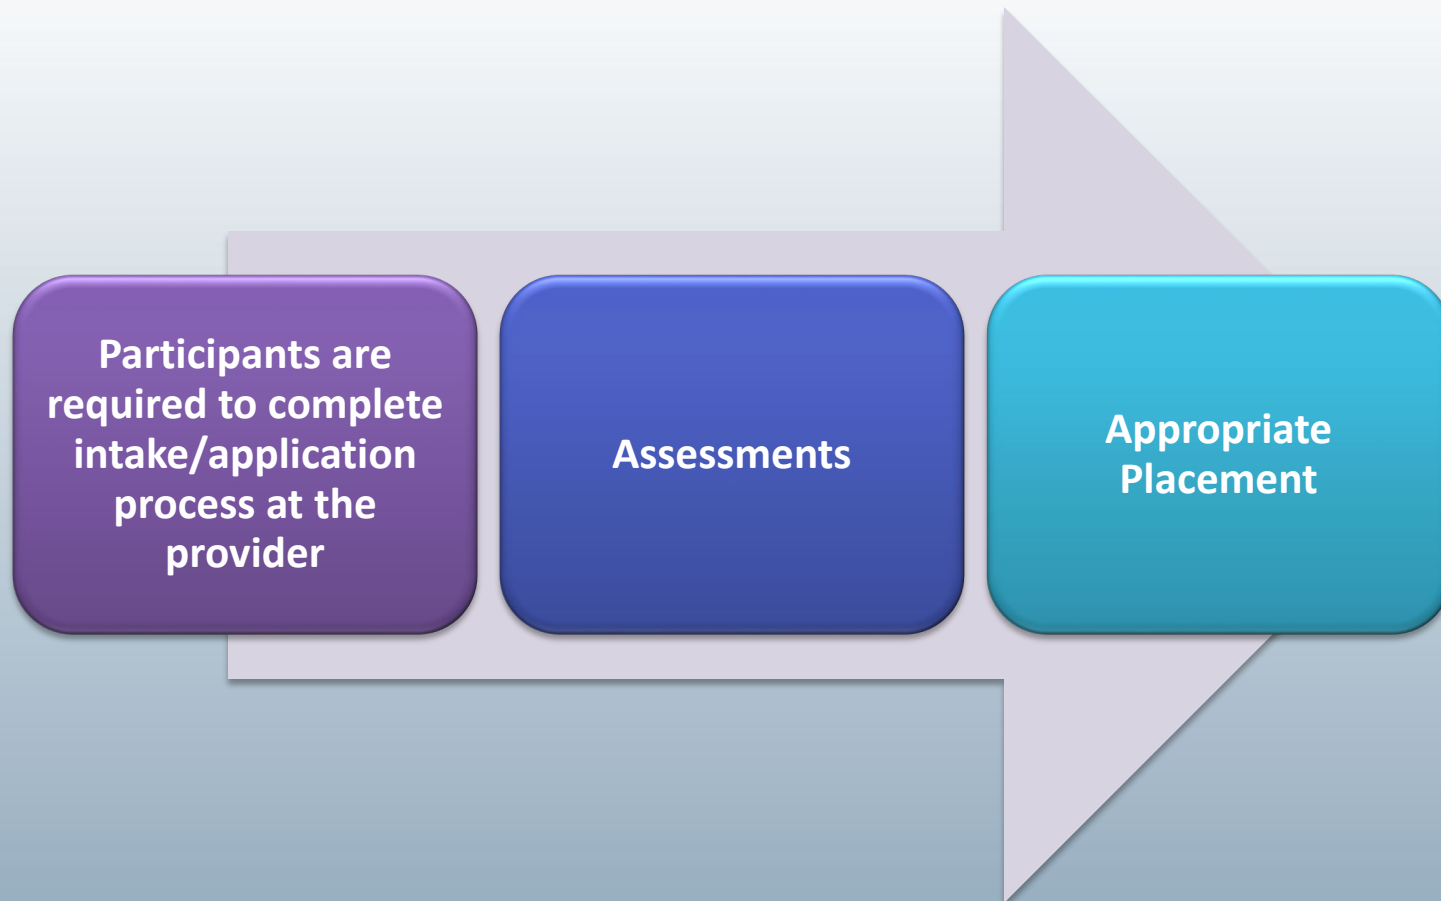 Participants are
required to complete
intake/application
process at the
provider
Assessments
Appropriate
Placement